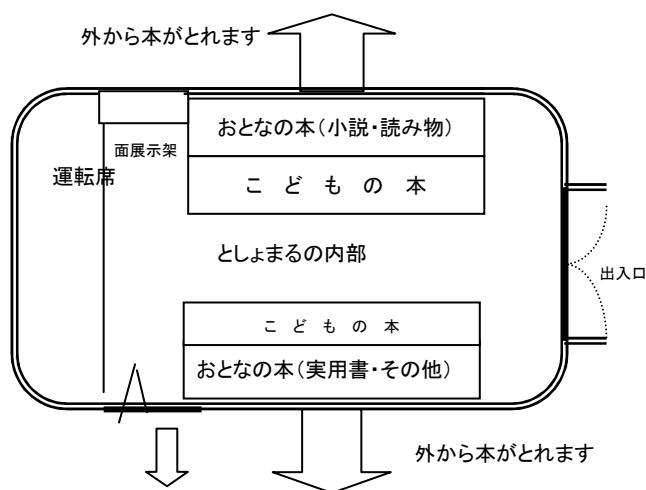 外から本がとれます
おとなの本(小説・読み物)
面展示架
運転席
こ ど も の 本
としょまるの内部
出入口
こ ど も の 本
おとなの本(実用書・その他)
外から本がとれます